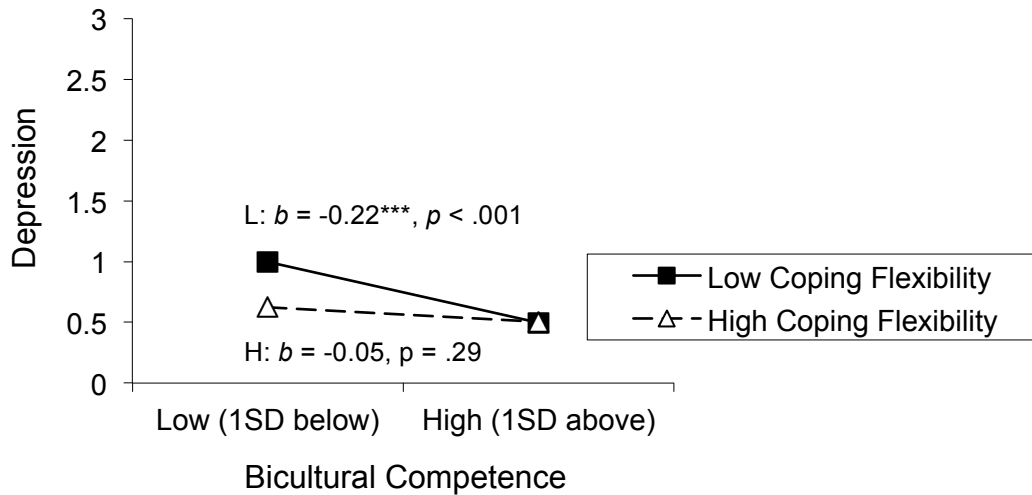 3
2.5
2
1.5
1
0.5
0
Depression
L: b = -0.22***, p < .001
H: b = -0.05, p = .29
Low Coping Flexibility
High Coping Flexibility
Low (1SD below)
High (1SD above)
Bicultural Competence